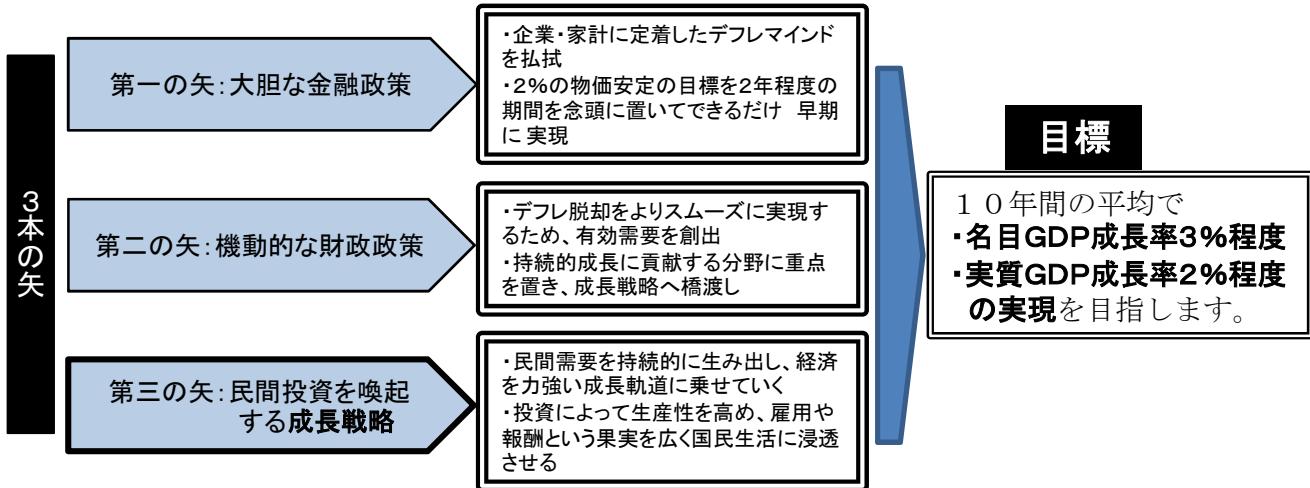 3本の矢
第一の矢:大胆な金融政策
・企業・家計に定着したデフレマインド
を払拭
・2%の物価安定の目標を2年程度の
期間を念頭に置いてできるだけ 早期
に 実現
第二の矢:機動的な財政政策
・デフレ脱却をよりスムーズに実現す
るため、有効需要を創出
・持続的成長に貢献する分野に重点
を置き、成長戦略へ橋渡し
第三の矢:民間投資を喚起
する成長戦略
・民間需要を持続的に生み出し、経済
を力強い成長軌道に乗せていく
・投資によって生産性を高め、雇用や
報酬という果実を広く国民生活に浸透
させる
目標
10年間の平均で
・名目GDP成長率3%程度
・実質GDP成長率2%程度
の実現を目指します。